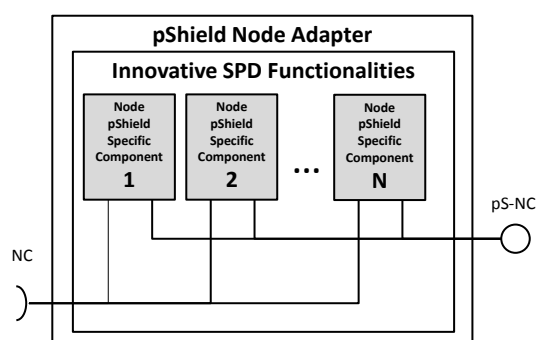 pShield Node Adapter
Innovative SPD Functionalities
Node
pShield
Specific
Component
1
Node
pShield
Specific
Component
2
...
Node
pShield
Specific
Component
N
pS-NC
NC